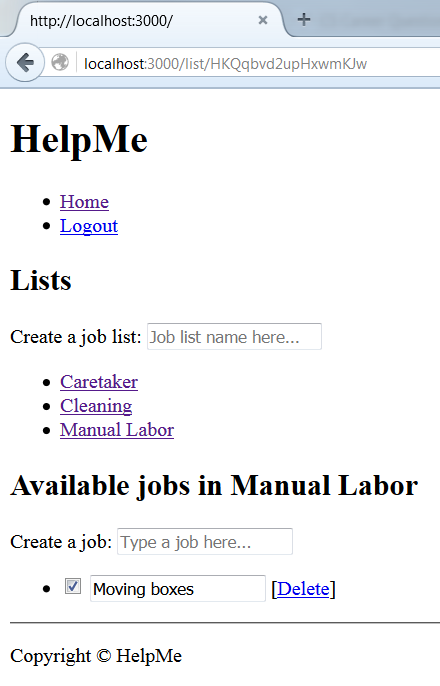 http://localhost:3000/
localhost:3000/list/HKQqbvd2upHxwmKJw
HelpMe
Home
Logout
Lists
Create a job list: Job list name here...
Caretaker
Cleaning
Manual Labor
Available jobs in Manual Labor
Create a job: Type a job here...
Moving boxes [Delete]
Copyright © HelpMe